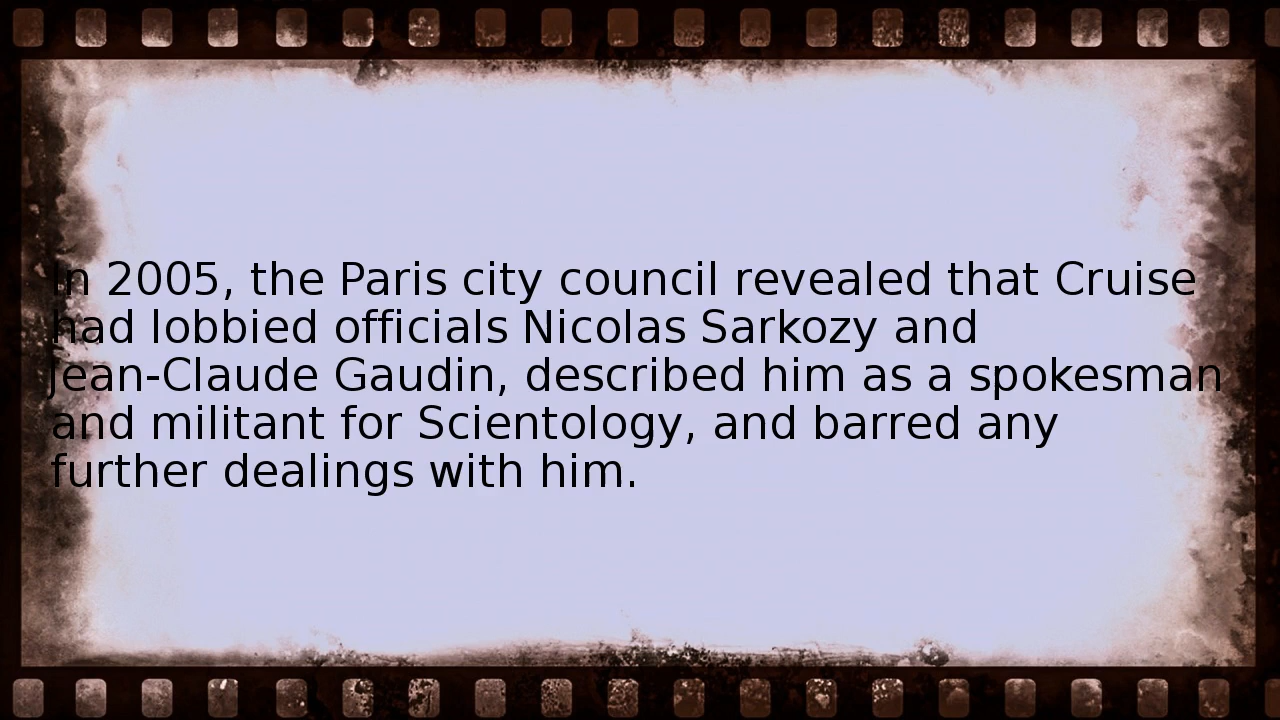 In 2005, the Paris city council revealed that Cruise
had lobbied officials Nicolas Sarkozy and
Jean-Claude Gaudin, described him as a spokesman
and militant for Scientology, and barred any
further dealings with him.